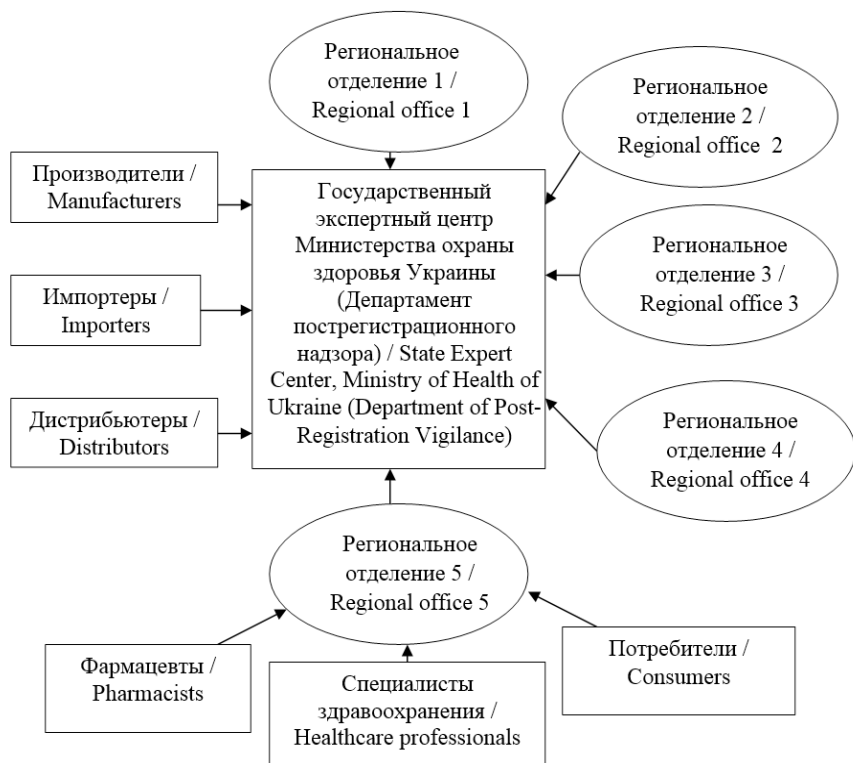 Региональное
отделение 1 /
Regional office 1
Региональное
отделение 2 /
Regional office  2
Производители /
Manufacturers
Государственный
экспертный центр
Министерства охраны
здоровья Украины
(Департамент
пострегистрационного
надзора) / State Expert
Center, Ministry of Health of
Ukraine (Department of Post-
Registration Vigilance)
Региональное
отделение 3 /
Regional office 3
Импортеры /
Importers
Дистрибьютеры /
Distributors
Региональное
отделение 4 /
Regional office 4
Региональное
отделение 5 /
Regional office 5
Фармацевты /
Pharmacists
Специалисты
здравоохранения /
Healthcare professionals
Потребители /
Consumers